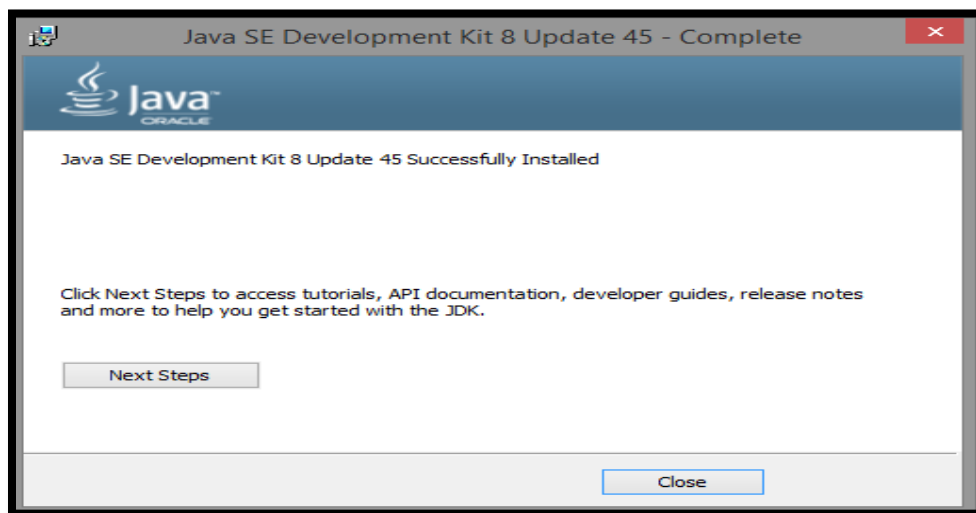 Java SE Development Kit 8 Update 45 - Complete
Java™
ORACLE
Java SE Development Kit 8 Update 45 Successfully Installed
Click Next Steps to access tutorials, API documentation, developer guides, release notes
and more to help you get started with the JDK.
Next Steps
Close